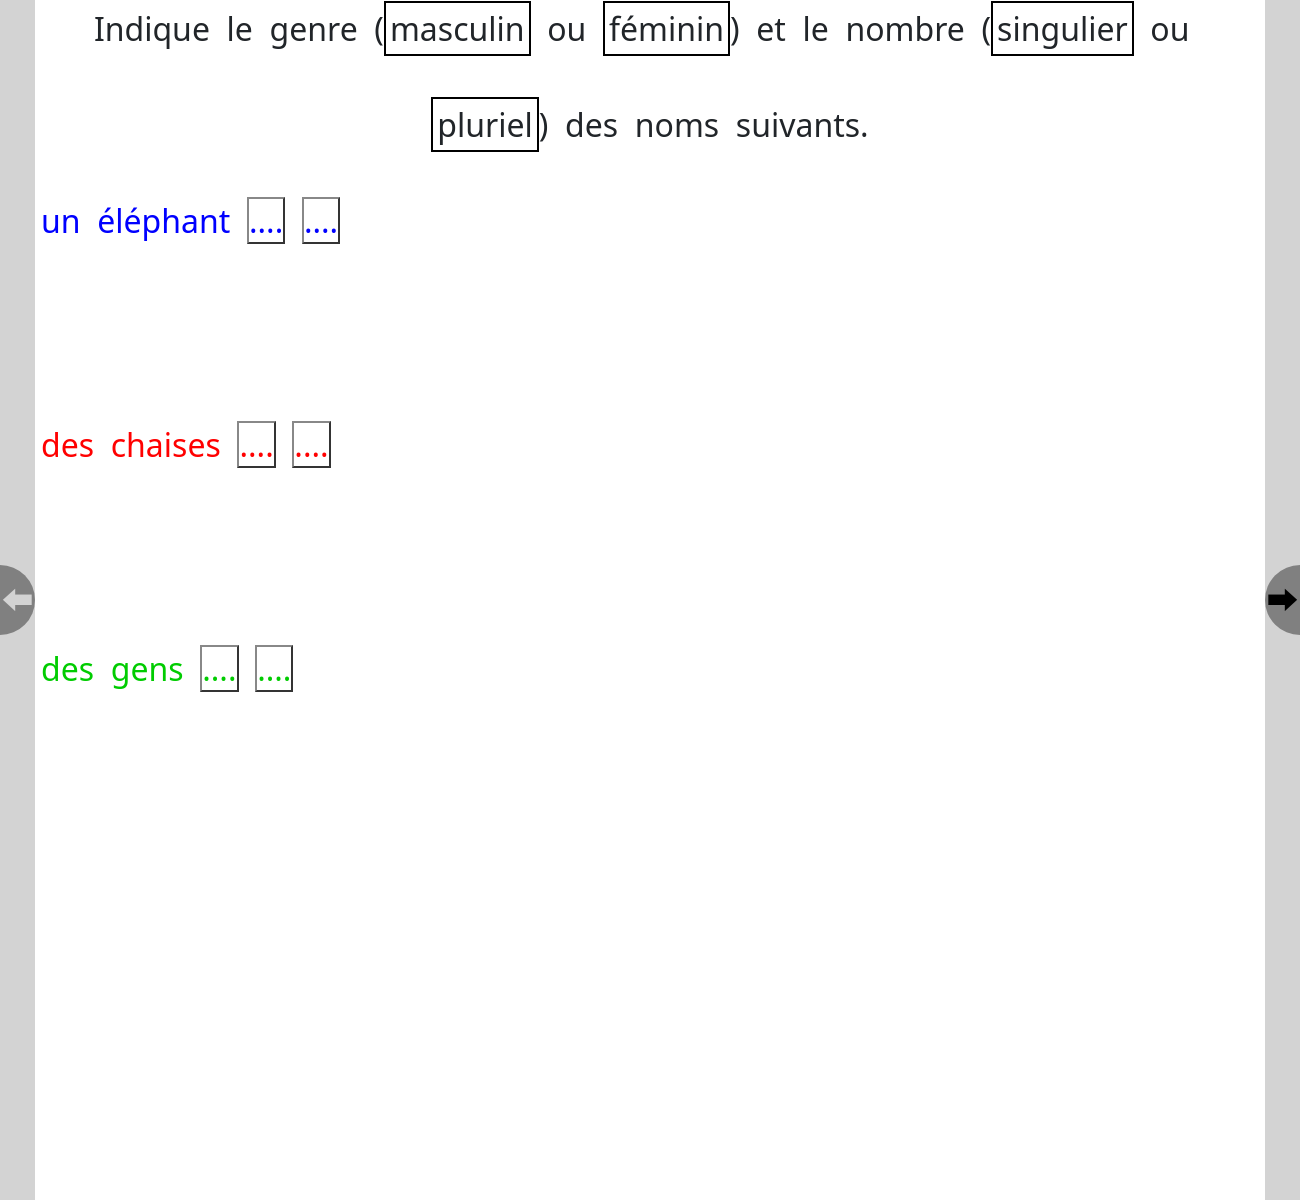 Indique le genre (masculin ou féminin) et le nombre (singulier ou
pluriel) des noms suivants.
un éléphant .... ....
des chaises .... ....
des gens .... ....